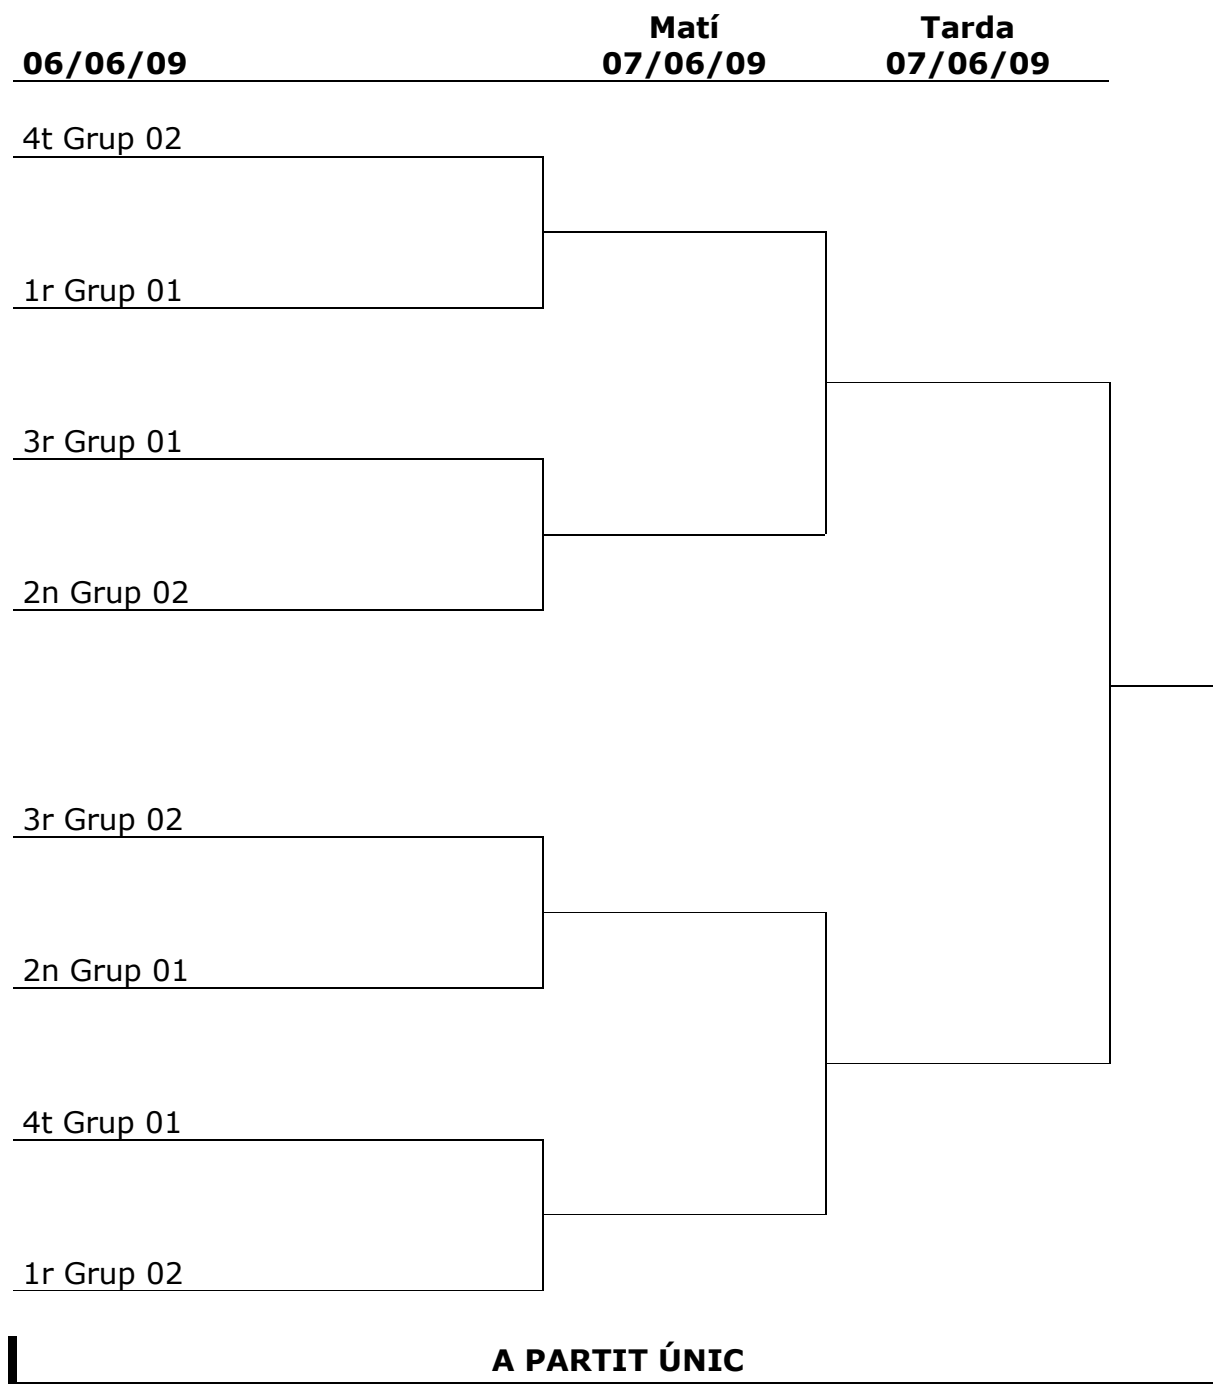 Matí Tarda
06/06/09 07/06/09 07/06/09
4t Grup 02
1r Grup 01
3r Grup 01
2n Grup 02
3r Grup 02
2n Grup 01
4t Grup 01
1r Grup 02
A PARTIT ÚNIC